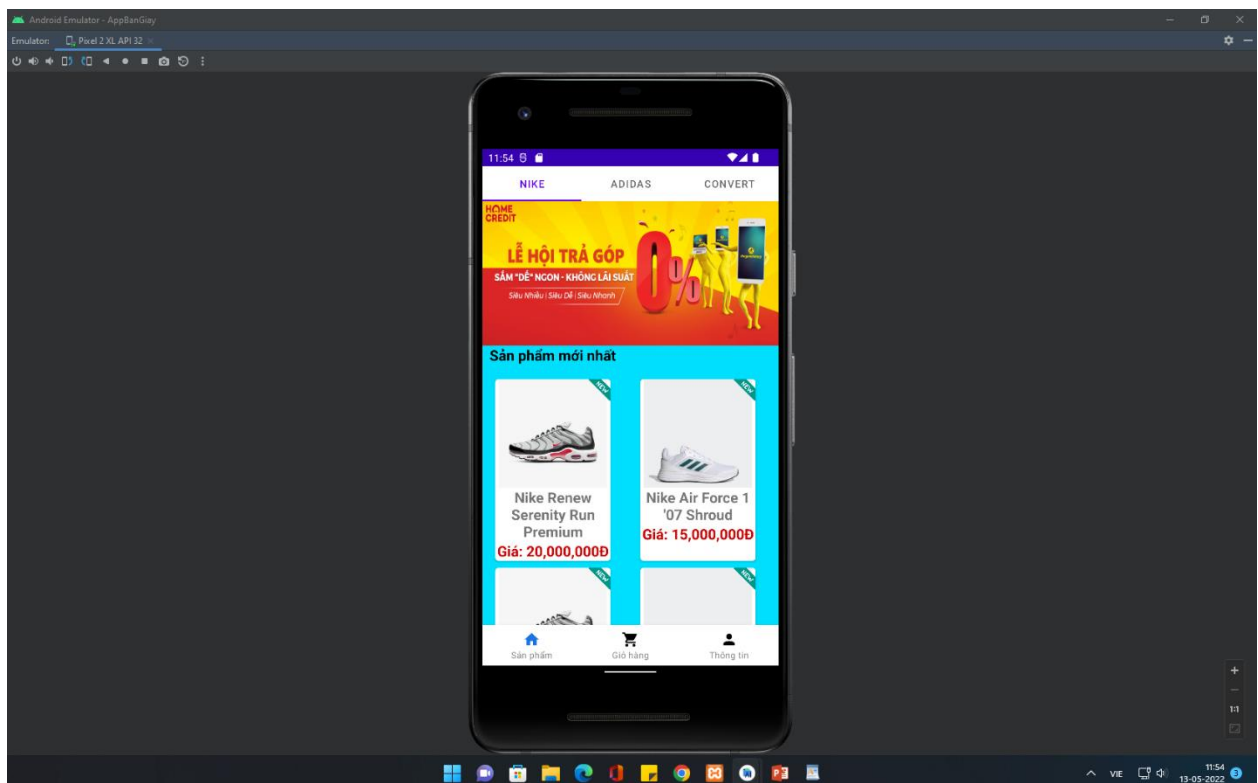 Android Emulator - AppBanGiay
Emulator: Pixel 2 XL API 32
11:54
NIKE ADIDAS CONVERT
HOME
CREDIT
LỄ HỘI TRẢ GÓP
0%
SẮM "DẾ" NGON - KHÔNG LÃI SUẤT
Siêu Nhiều | Siêu Dễ | Siêu Nhanh
Sản phẩm mới nhất
NEW NEW
Nike Renew
Serenity Run
Premium
Giá: 20,000,000Đ
Nike Air Force 1
'07 Shroud
Giá: 15,000,000Đ
NEW NEW
Sản phẩm Giỏ hàng Thông tin
1:1
VIE
11:54
13-05-2022
3